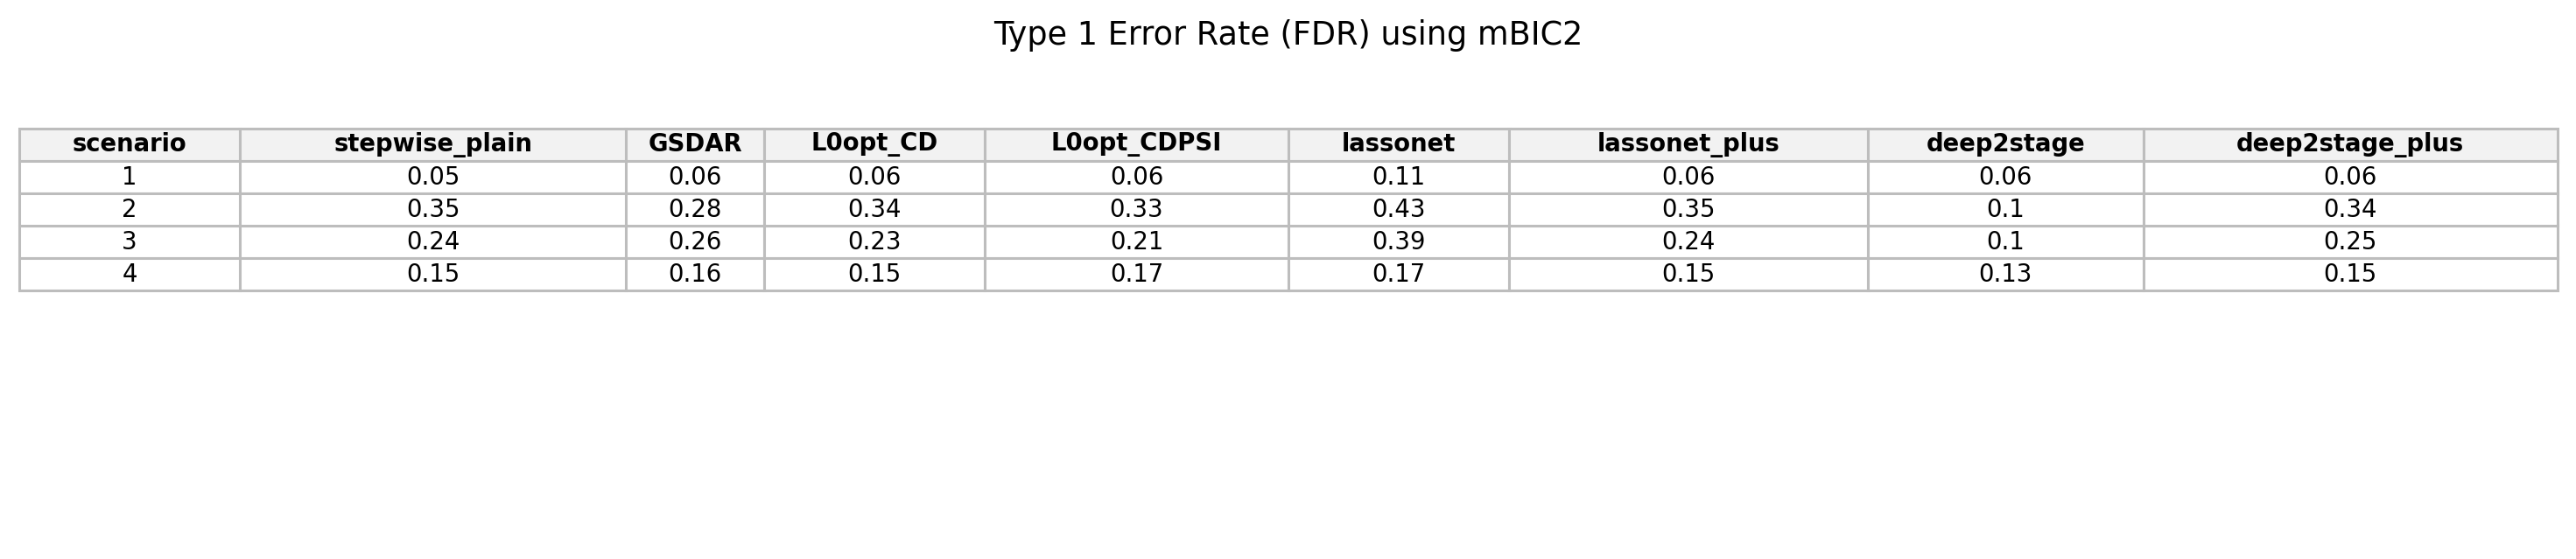 Type 1 Error Rate (FDR) using mBIC2
scenario stepwise_plain GSDAR L0opt_CD L0opt_CDPSI lassonet lassonet_plus deep2stage deep2stage_plus
1 0.05 0.06 0.06 0.06 0.11 0.06 0.06 0.06
2 0.35 0.28 0.34 0.33 0.43 0.35 0.1 0.34
3 0.24 0.26 0.23 0.21 0.39 0.24 0.1 0.25
4 0.15 0.16 0.15 0.17 0.17 0.15 0.13 0.15